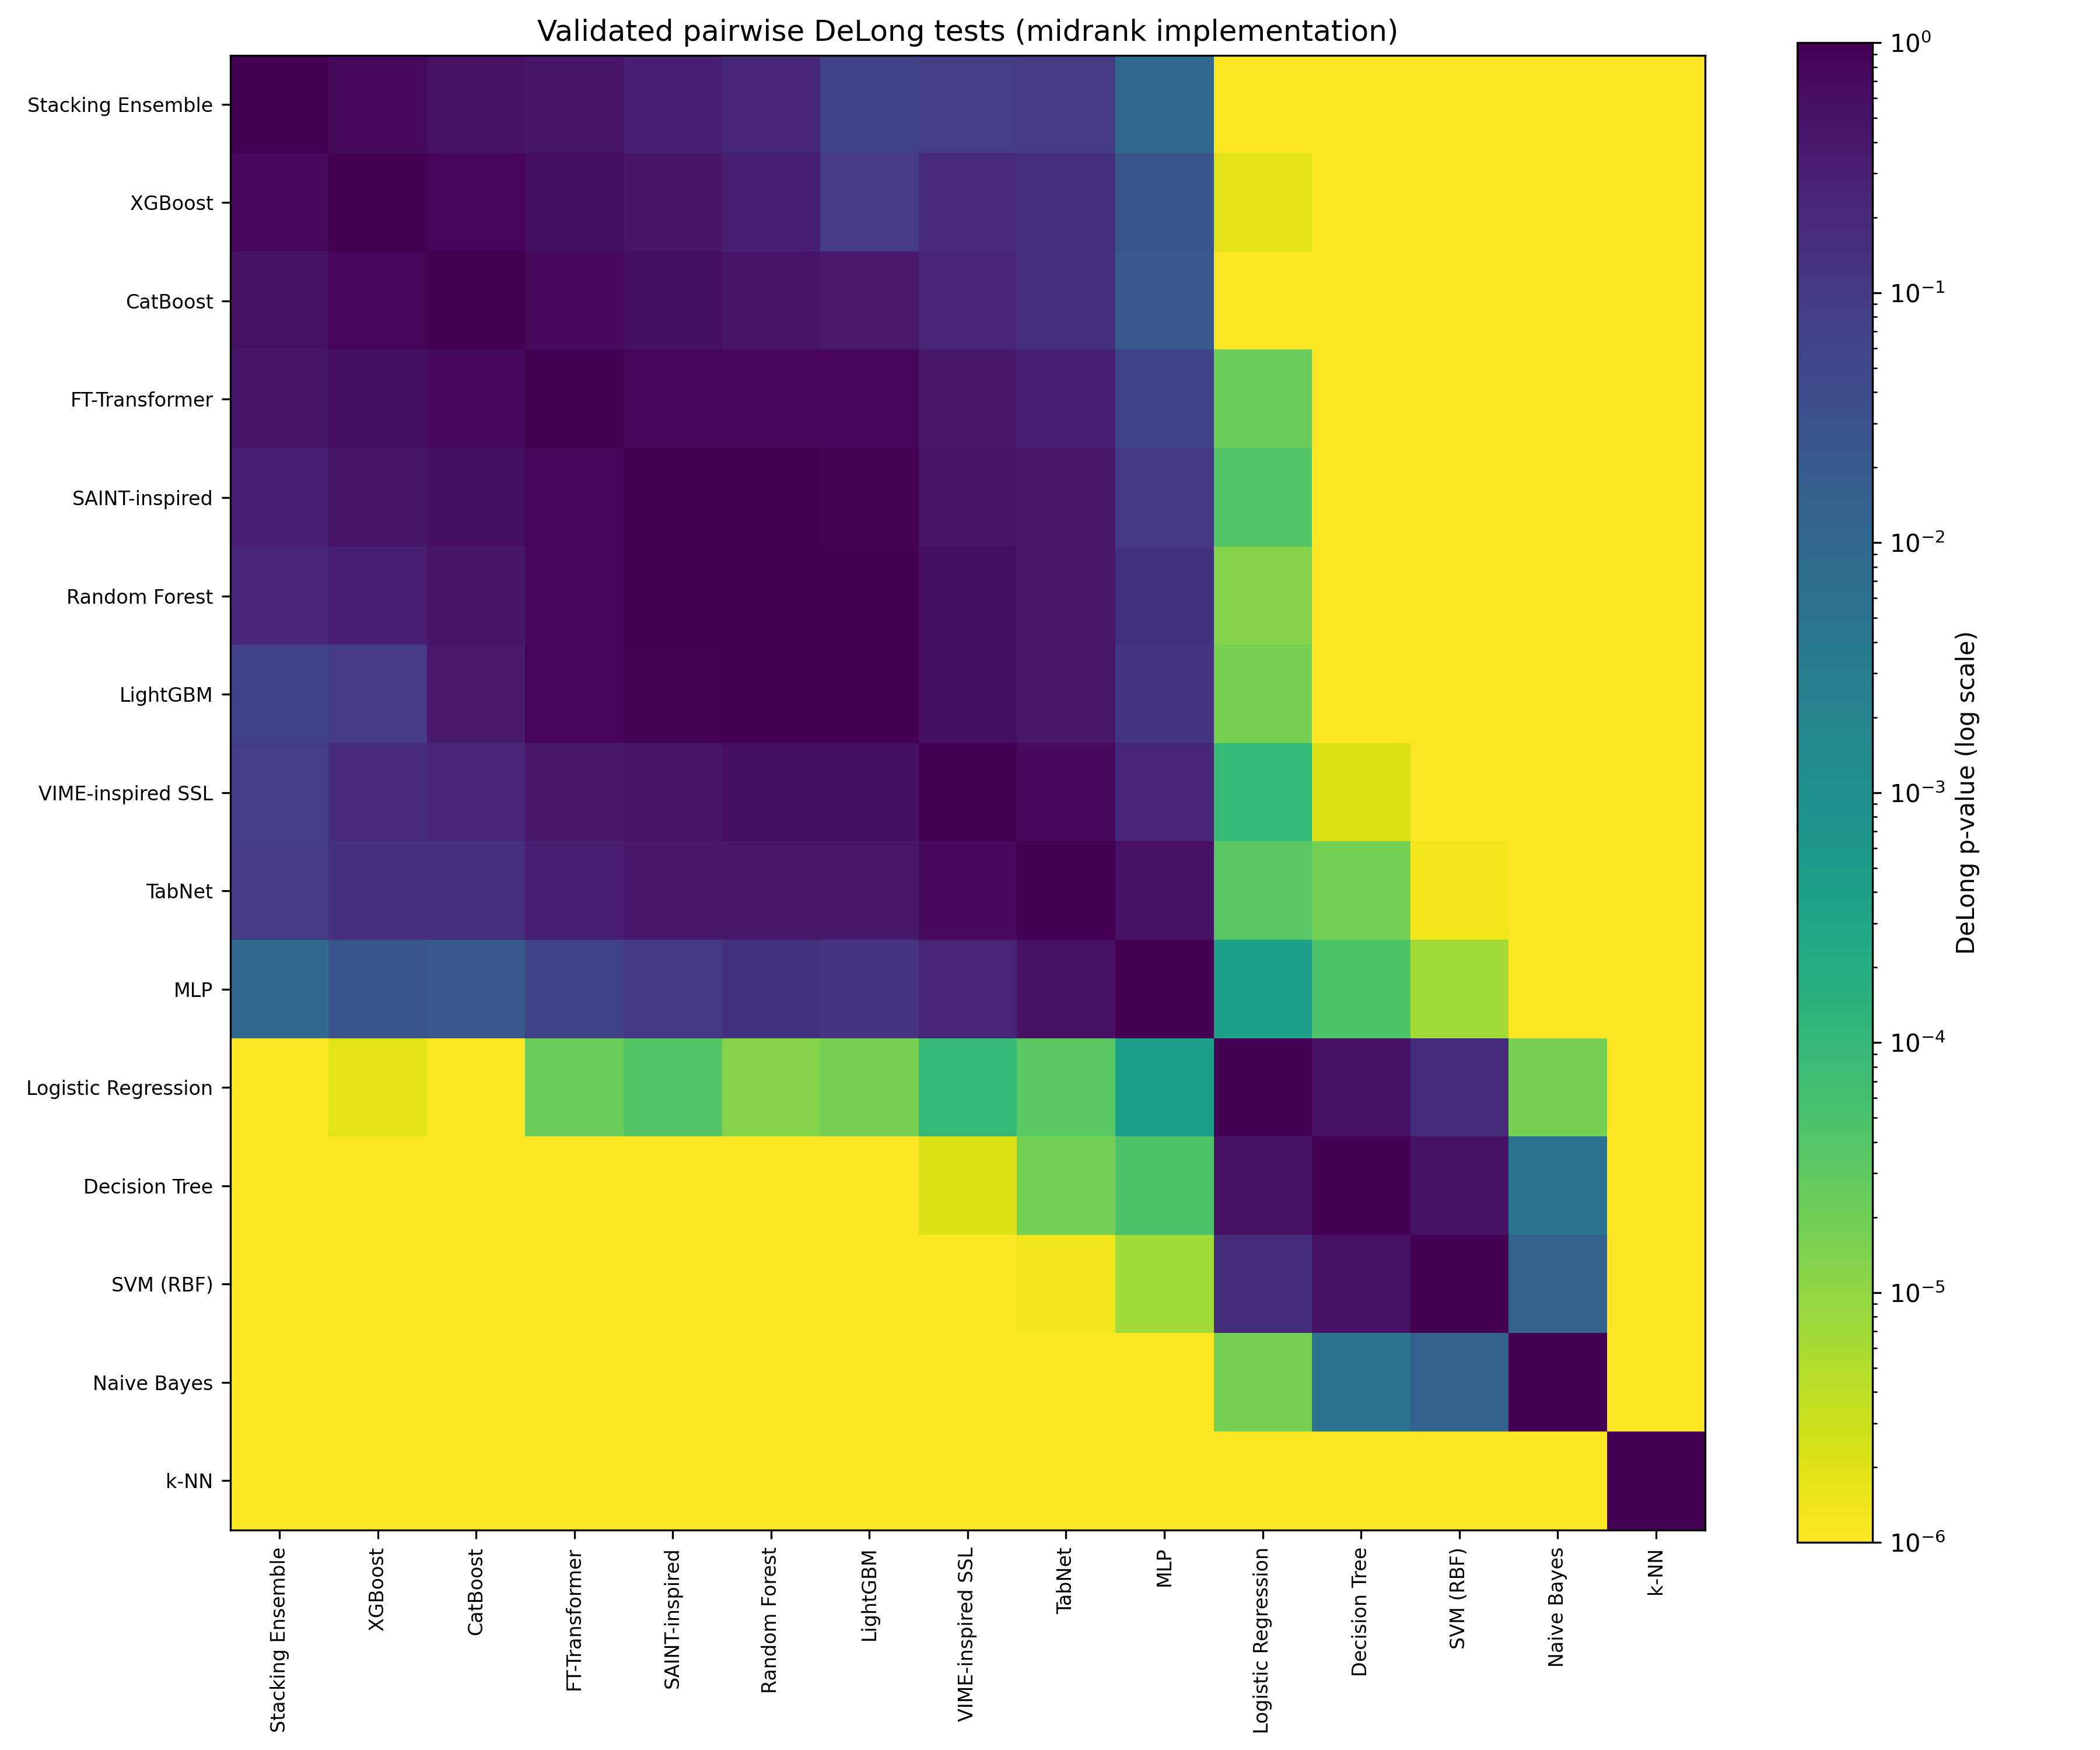 Validated pairwise DeLong tests (midrank implementation)
Stacking Ensemble
XGBoost
CatBoost
FT-Transformer
SAINT-inspired
Random Forest
LightGBM
VIME-inspired SSL
TabNet
MLP
Logistic Regression
Decision Tree
SVM (RBF)
Naive Bayes
k-NN
Stacking Ensemble
XGBoost
CatBoost
FT-Transformer
SAINT-inspired
Random Forest
LightGBM
VIME-inspired SSL
TabNet
MLP
Logistic Regression
Decision Tree
SVM (RBF)
Naive Bayes
k-NN
10⁰
10⁻¹
10⁻²
10⁻³
10⁻⁴
10⁻⁵
10⁻⁶
DeLong p-value (log scale)